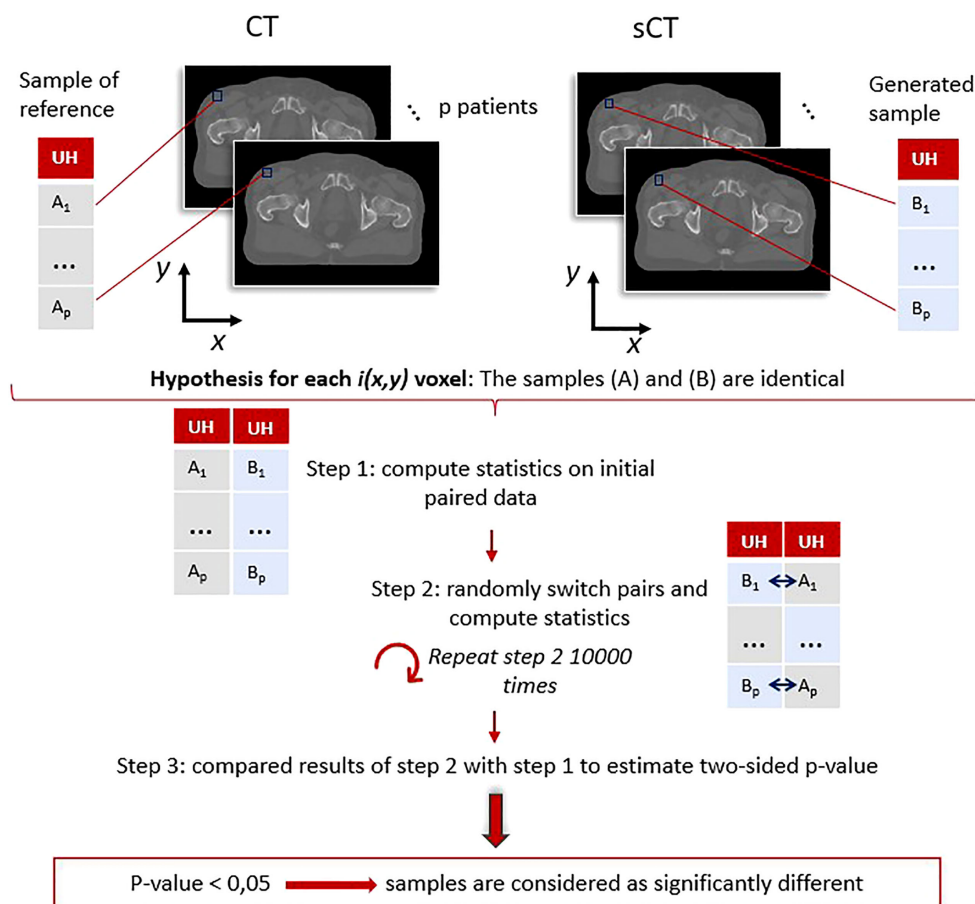 CT
sCT
Sample of
reference
p patients
Generated
sample
UH
A1
...
Ap
UH
B1
...
Bp
y
x
y
x
Hypothesis for each i(x,y) voxel: The samples (A) and (B) are identical
UH UH
A1 B1
... ...
Ap Bp
Step 1: compute statistics on initial
paired data
Step 2: randomly switch pairs and
compute statistics
Repeat step 2 10000
times
UH UH
B1 A1
... ...
Bp Ap
Step 3: compared results of step 2 with step 1 to estimate two-sided p-value
P-value < 0,05 samples are considered as significantly different